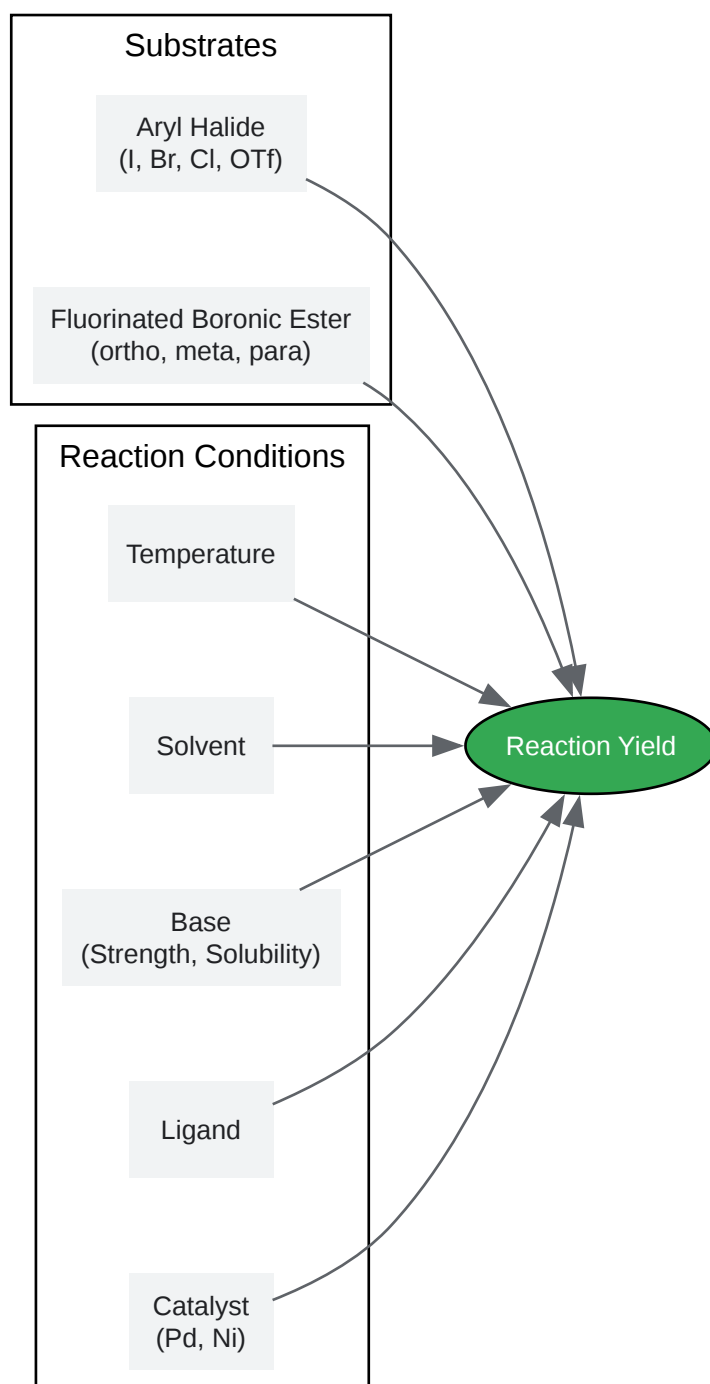 Substrates
Aryl Halide
(I, Br, Cl, OTf)
Fluorinated Boronic Ester
(ortho, meta, para)
Reaction Conditions
Temperature
Solvent
Reaction Yield
Base
(Strength, Solubility)
Ligand
Catalyst
(Pd, Ni)